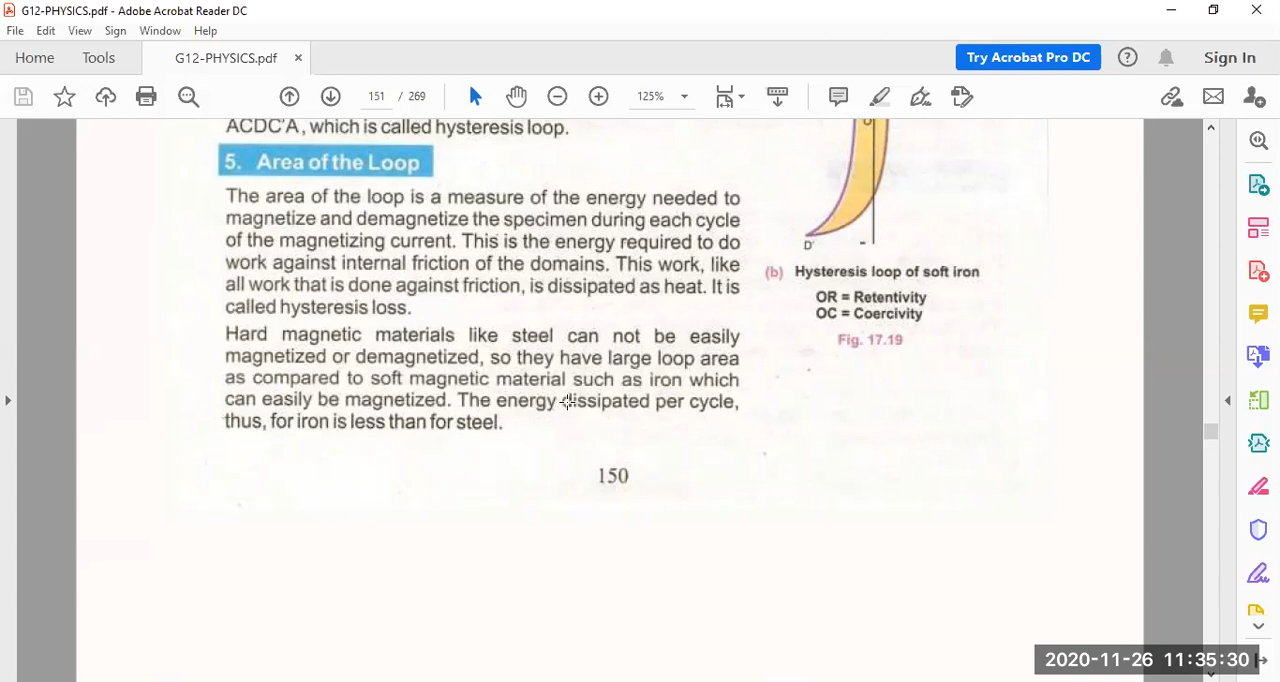 G12-PHYSICS.pdf - Adobe Acrobat Reader DC
File Edit View Sign Window Help
Home Tools G12-PHYSICS.pdf × Try Acrobat Pro DC Sign In
151 / 269 125%
ACDC'A, which is called hysteresis loop.
5. Area of the Loop
The area of the loop is a measure of the energy needed to
magnetize and demagnetize the specimen during each cycle
of the magnetizing current. This is the energy required to do
work against internal friction of the domains. This work, like
all work that is done against friction, is dissipated as heat. It is
called hysteresis loss.
Hard magnetic materials like steel can not be easily
magnetized or demagnetized, so they have large loop area
as compared to soft magnetic material such as iron which
can easily be magnetized. The energy dissipated per cycle,
thus, for iron is less than for steel.
D'
-
(b) Hysteresis loop of soft iron
OR = Retentivity
OC = Coercivity
Fig. 17.19
150
2020-11-26 11:35:30